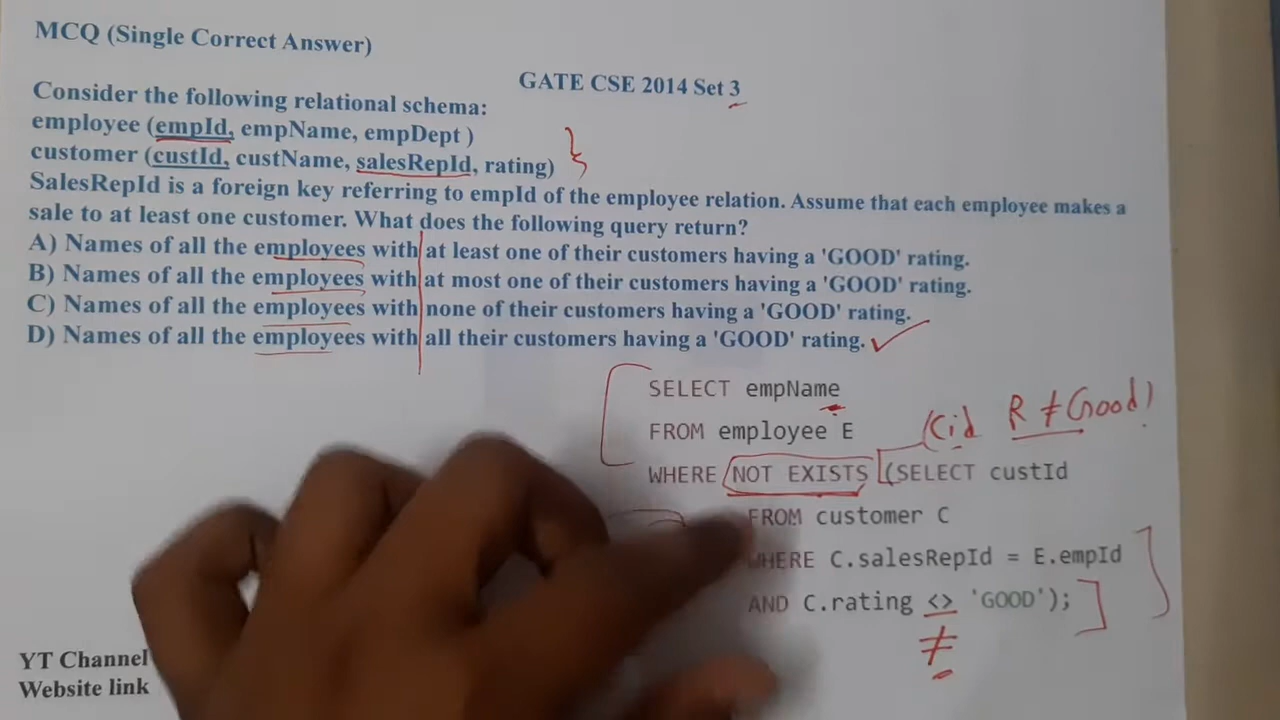 MCQ (Single Correct Answer)
GATE CSE 2014 Set 3
Consider the following relational schema:
employee (empId, empName, empDept )
customer (custId, custName, salesRepId, rating)
SalesRepId is a foreign key referring to empId of the employee relation. Assume that each employee makes a
sale to at least one customer. What does the following query return?
A) Names of all the employees with at least one of their customers having a 'GOOD' rating.
B) Names of all the employees with at most one of their customers having a 'GOOD' rating.
C) Names of all the employees with none of their customers having a 'GOOD' rating.
D) Names of all the employees with all their customers having a 'GOOD' rating.
SELECT empName
(Cid R ≠ Good)
FROM employee E
WHERE NOT EXISTS (SELECT custId
FROM customer C
WHERE C.salesRepId = E.empId
AND C.rating <> 'GOOD');
≠
YT Channel
Website link